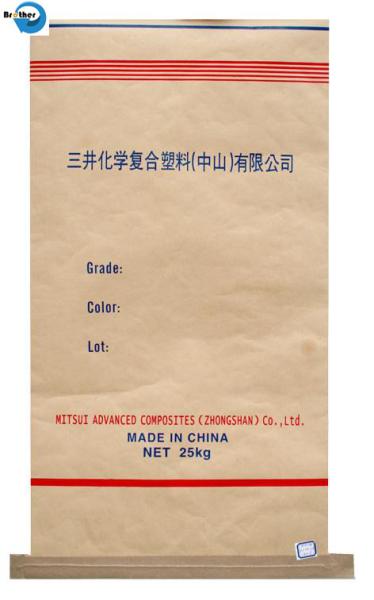 Brother
三井化学复合塑料(中山)有限公司
Grade:
Color:
Lot:
MITSUI ADVANCED COMPOSITES (ZHONGSHAN) Co.,Ltd.
MADE IN CHINA
NET 25kg